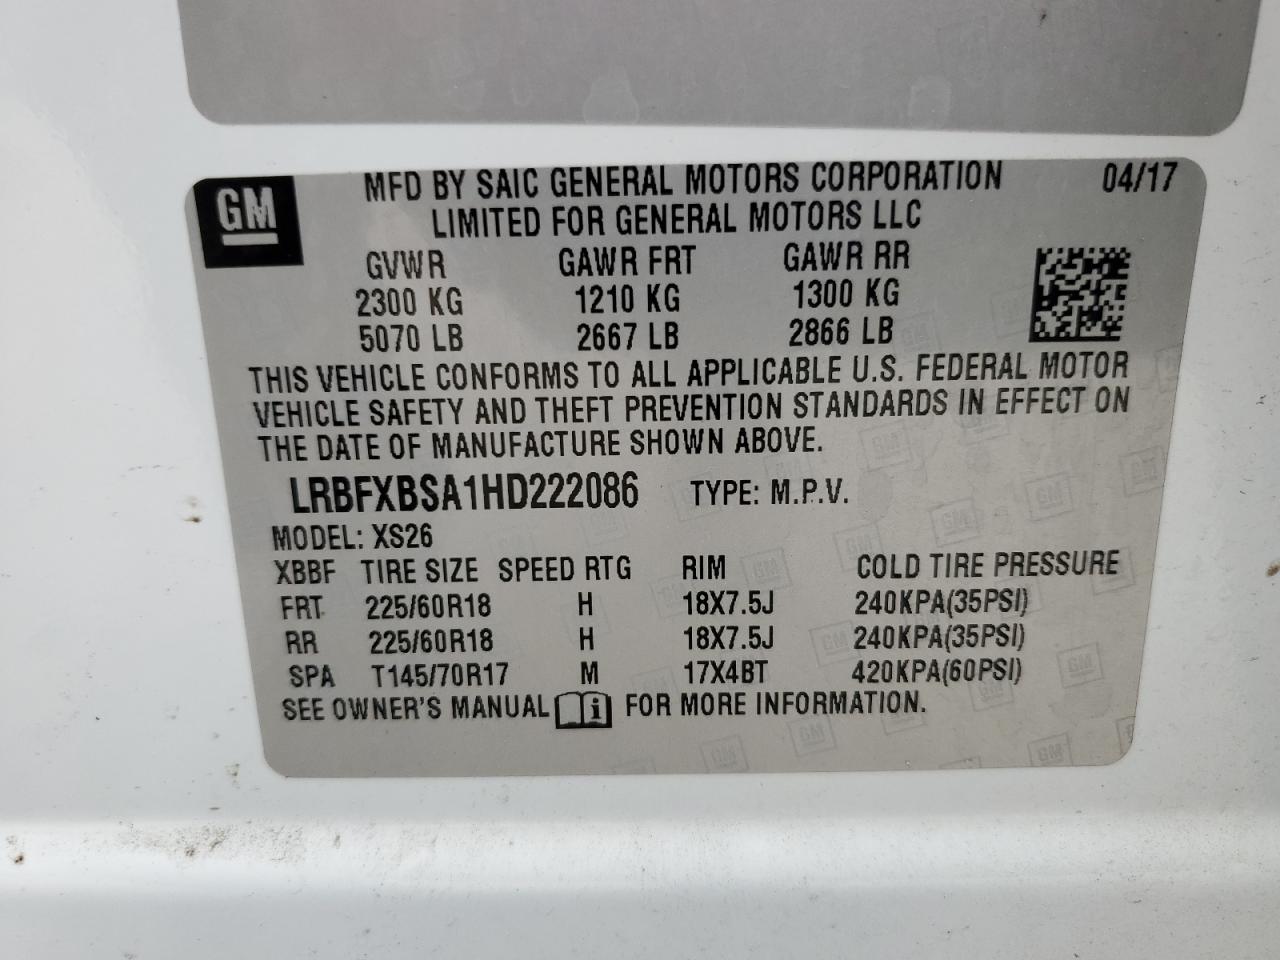 GM
MFD BY SAIC GENERAL MOTORS CORPORATION 04/17
LIMITED FOR GENERAL MOTORS LLC
GVWR GAWR FRT GAWR RR
2300 KG 1210 KG 1300 KG
5070 LB 2667 LB 2866 LB
THIS VEHICLE CONFORMS TO ALL APPLICABLE U.S. FEDERAL MOTOR
VEHICLE SAFETY AND THEFT PREVENTION STANDARDS IN EFFECT ON
THE DATE OF MANUFACTURE SHOWN ABOVE.
LRBFXBSA1HD222086 TYPE: M.P.V.
MODEL: XS26
XBBF TIRE SIZE SPEED RTG RIM COLD TIRE PRESSURE
FRT 225/60R18 H 18X7.5J 240KPA(35PSI)
RR 225/60R18 H 18X7.5J 240KPA(35PSI)
SPA T145/70R17 M 17X4BT 420KPA(60PSI)
SEE OWNER'S MANUAL i FOR MORE INFORMATION.